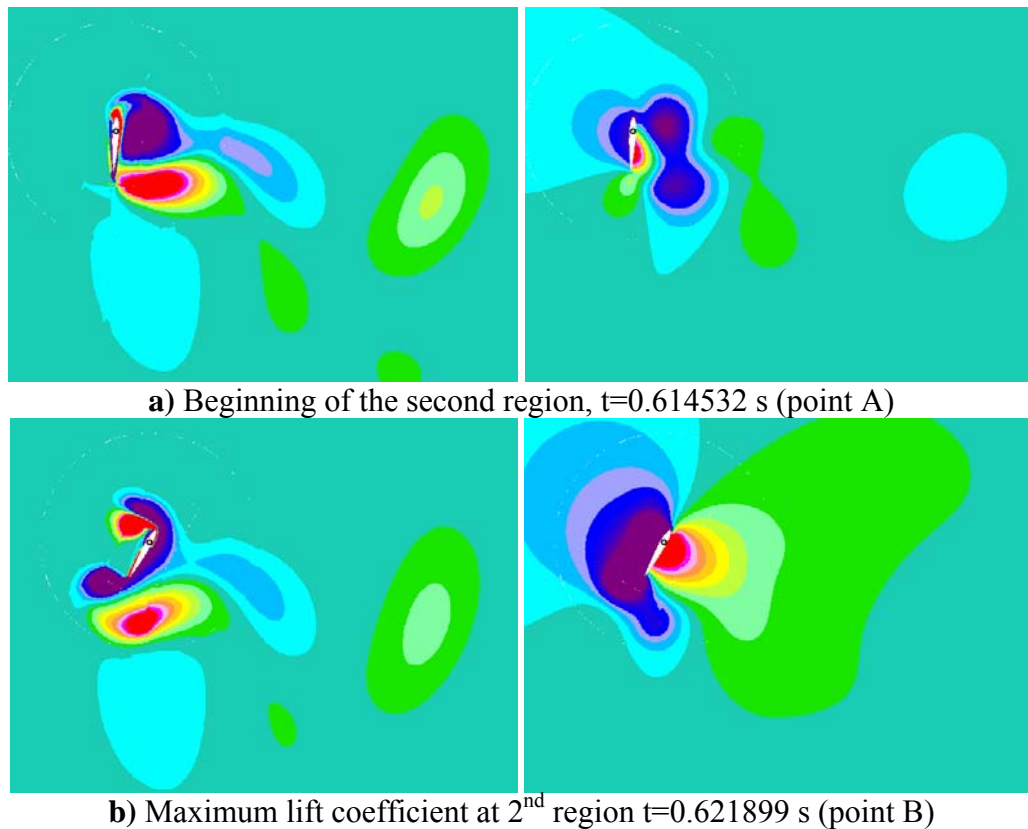 a) Beginning of the second region, t=0.614532 s (point A)
b) Maximum lift coefficient at 2nd region t=0.621899 s (point B)